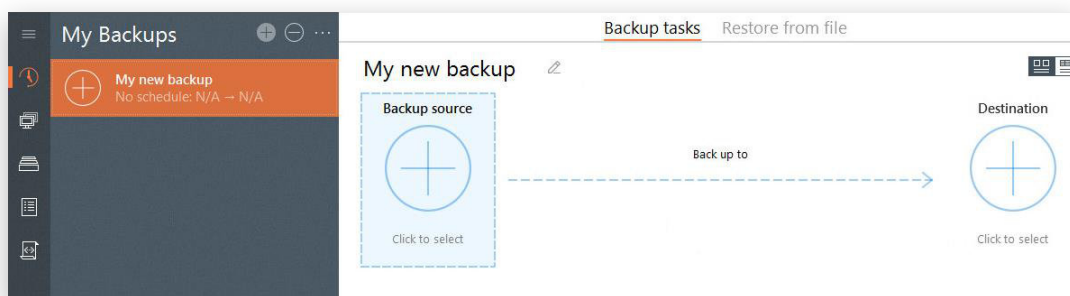 My Backups
Backup tasks Restore from file
My new backup
My new backup
No schedule: N/A → N/A
Backup source
Destination
Back up to
Click to select
Click to select